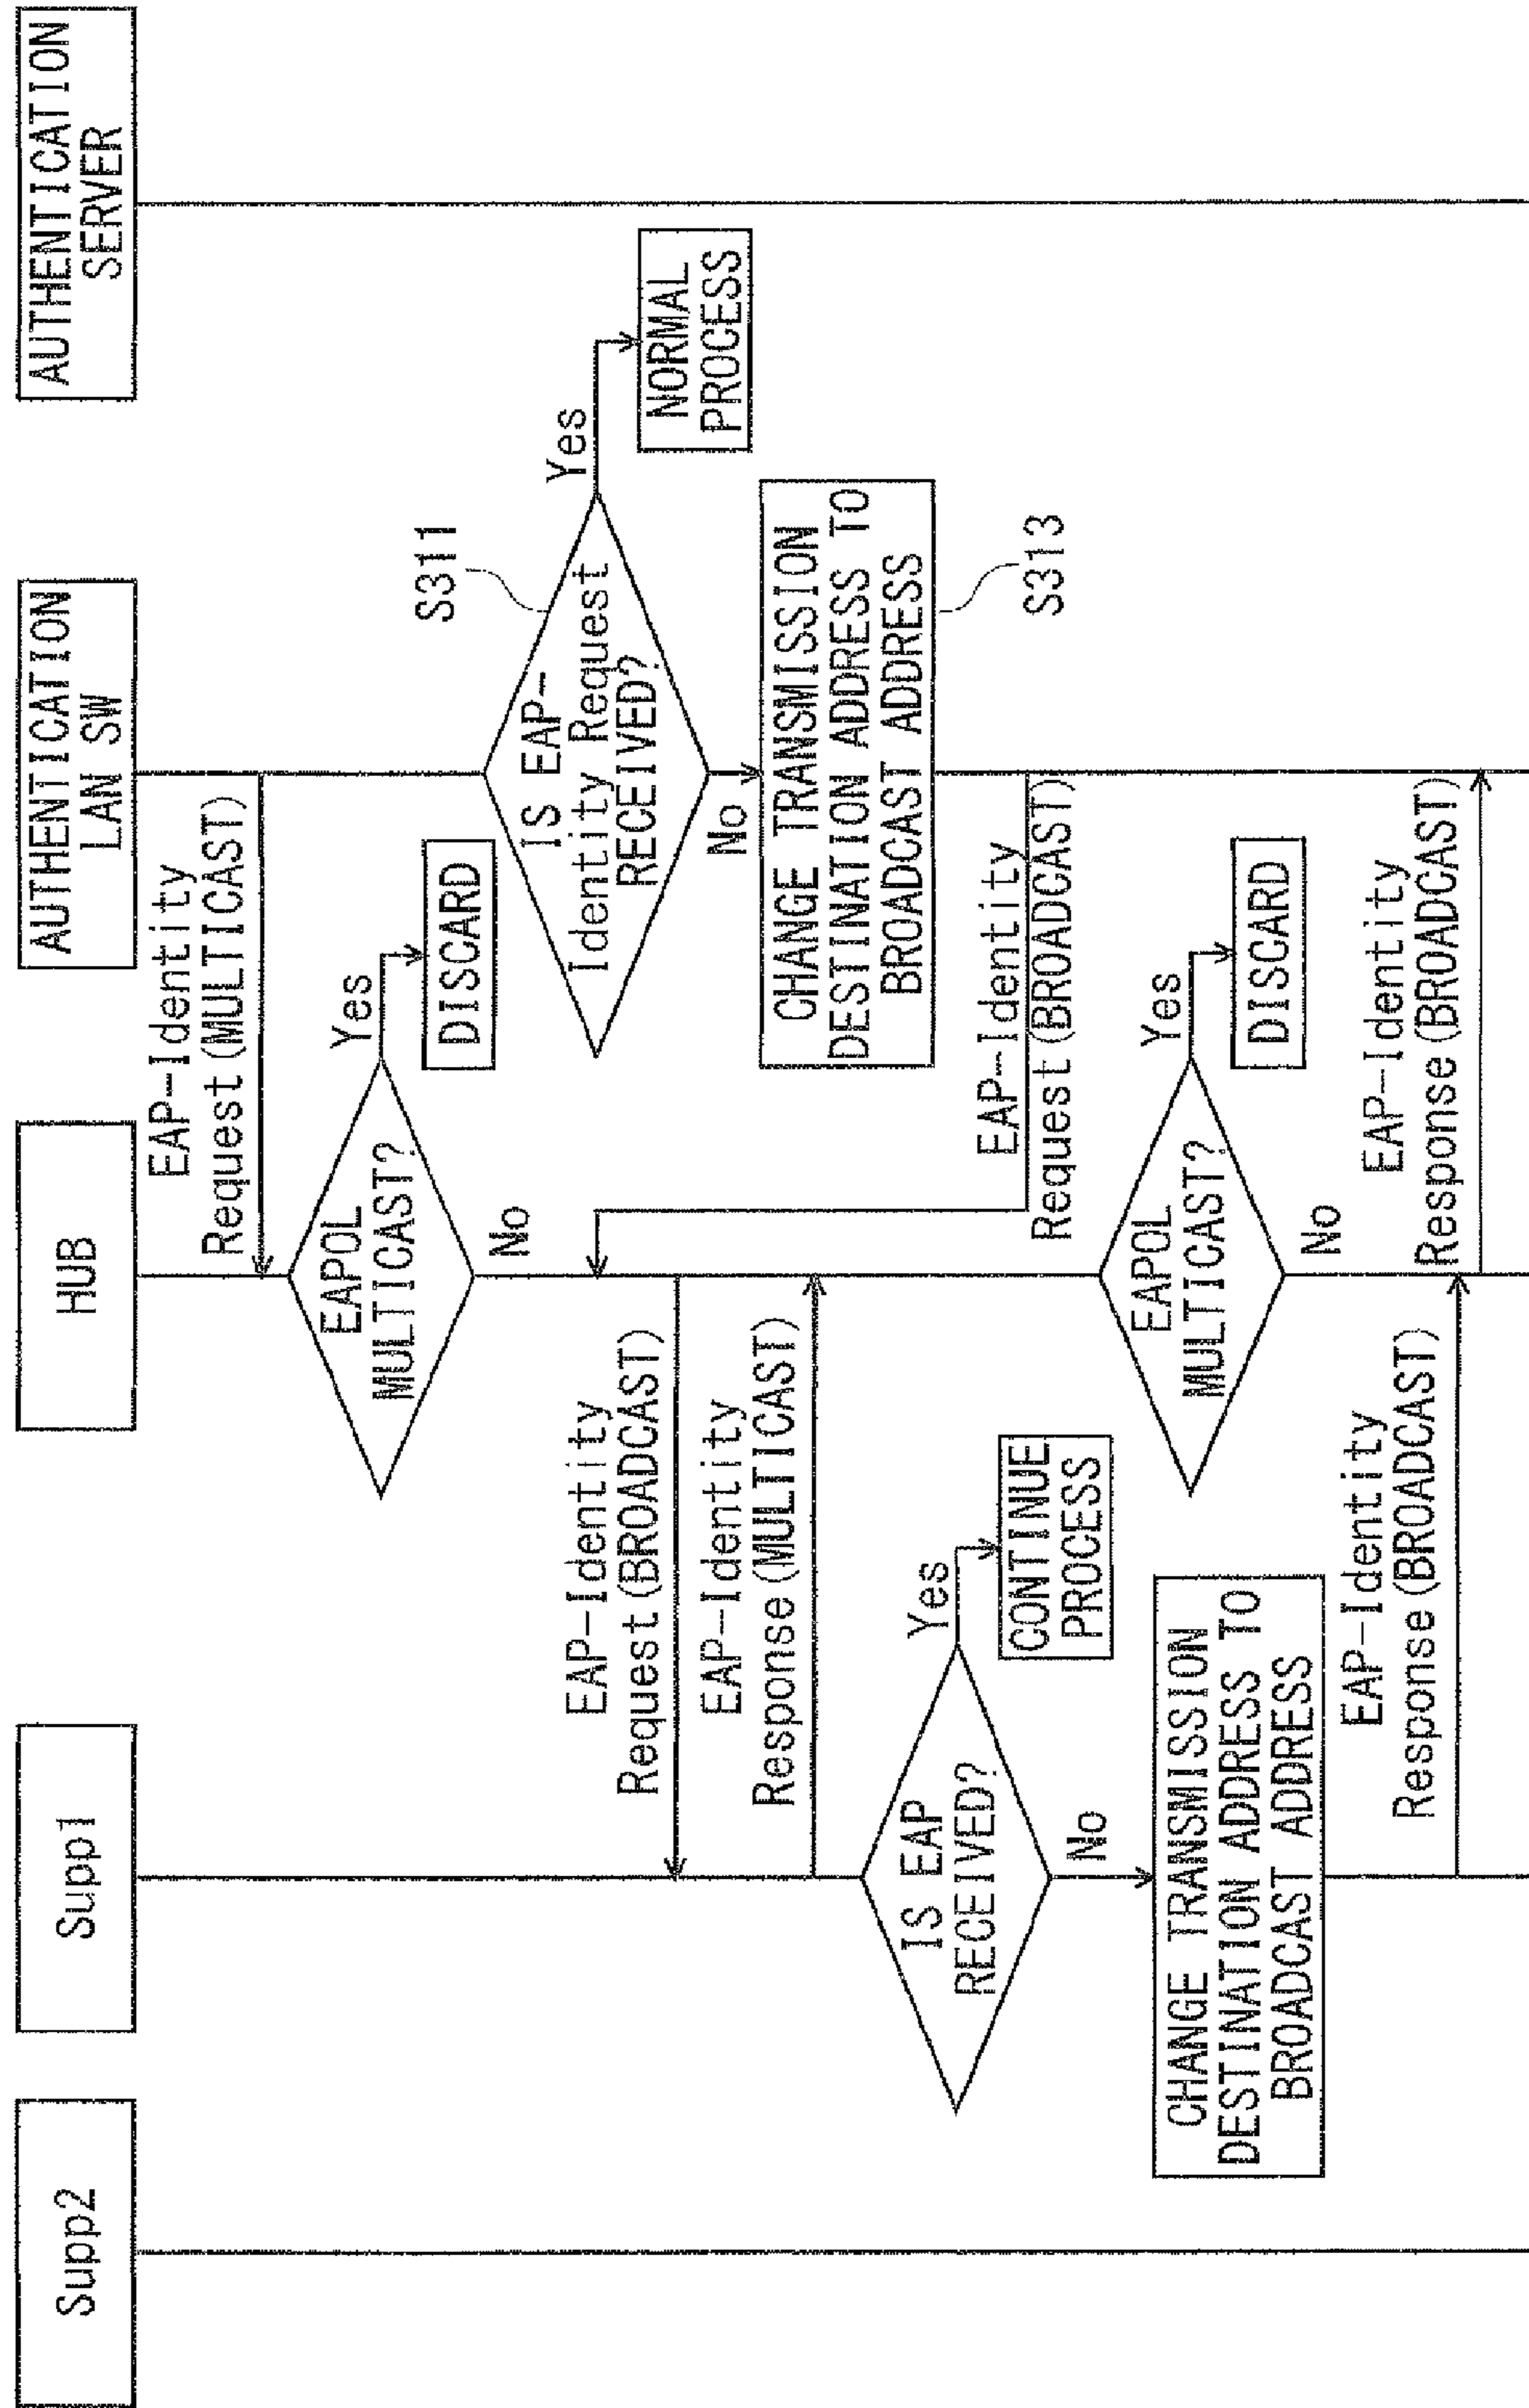 Supp2
Supp1
HUB
AUTHENTICATION
LAN SW
AUTHENTICATION
SERVER
EAP-Identity
Request(MULTICAST)
EAPOL
MULTICAST?
Yes
DISCARD
No
S311
IS EAP-
Identity Request
RECEIVED?
Yes
NORMAL
PROCESS
No
CHANGE TRANSMISSION
DESTINATION ADDRESS TO
BROADCAST ADDRESS
S313
EAP-Identity
Request(BROADCAST)
EAP-Identity
Request(BROADCAST)
EAP-Identity
Response(MULTICAST)
IS EAP
RECEIVED?
Yes
CONTINUE
PROCESS
No
CHANGE TRANSMISSION
DESTINATION ADDRESS TO
BROADCAST ADDRESS
EAPOL
MULTICAST?
Yes
DISCARD
No
EAP-Identity
Response(BROADCAST)
EAP-Identity
Response(BROADCAST)